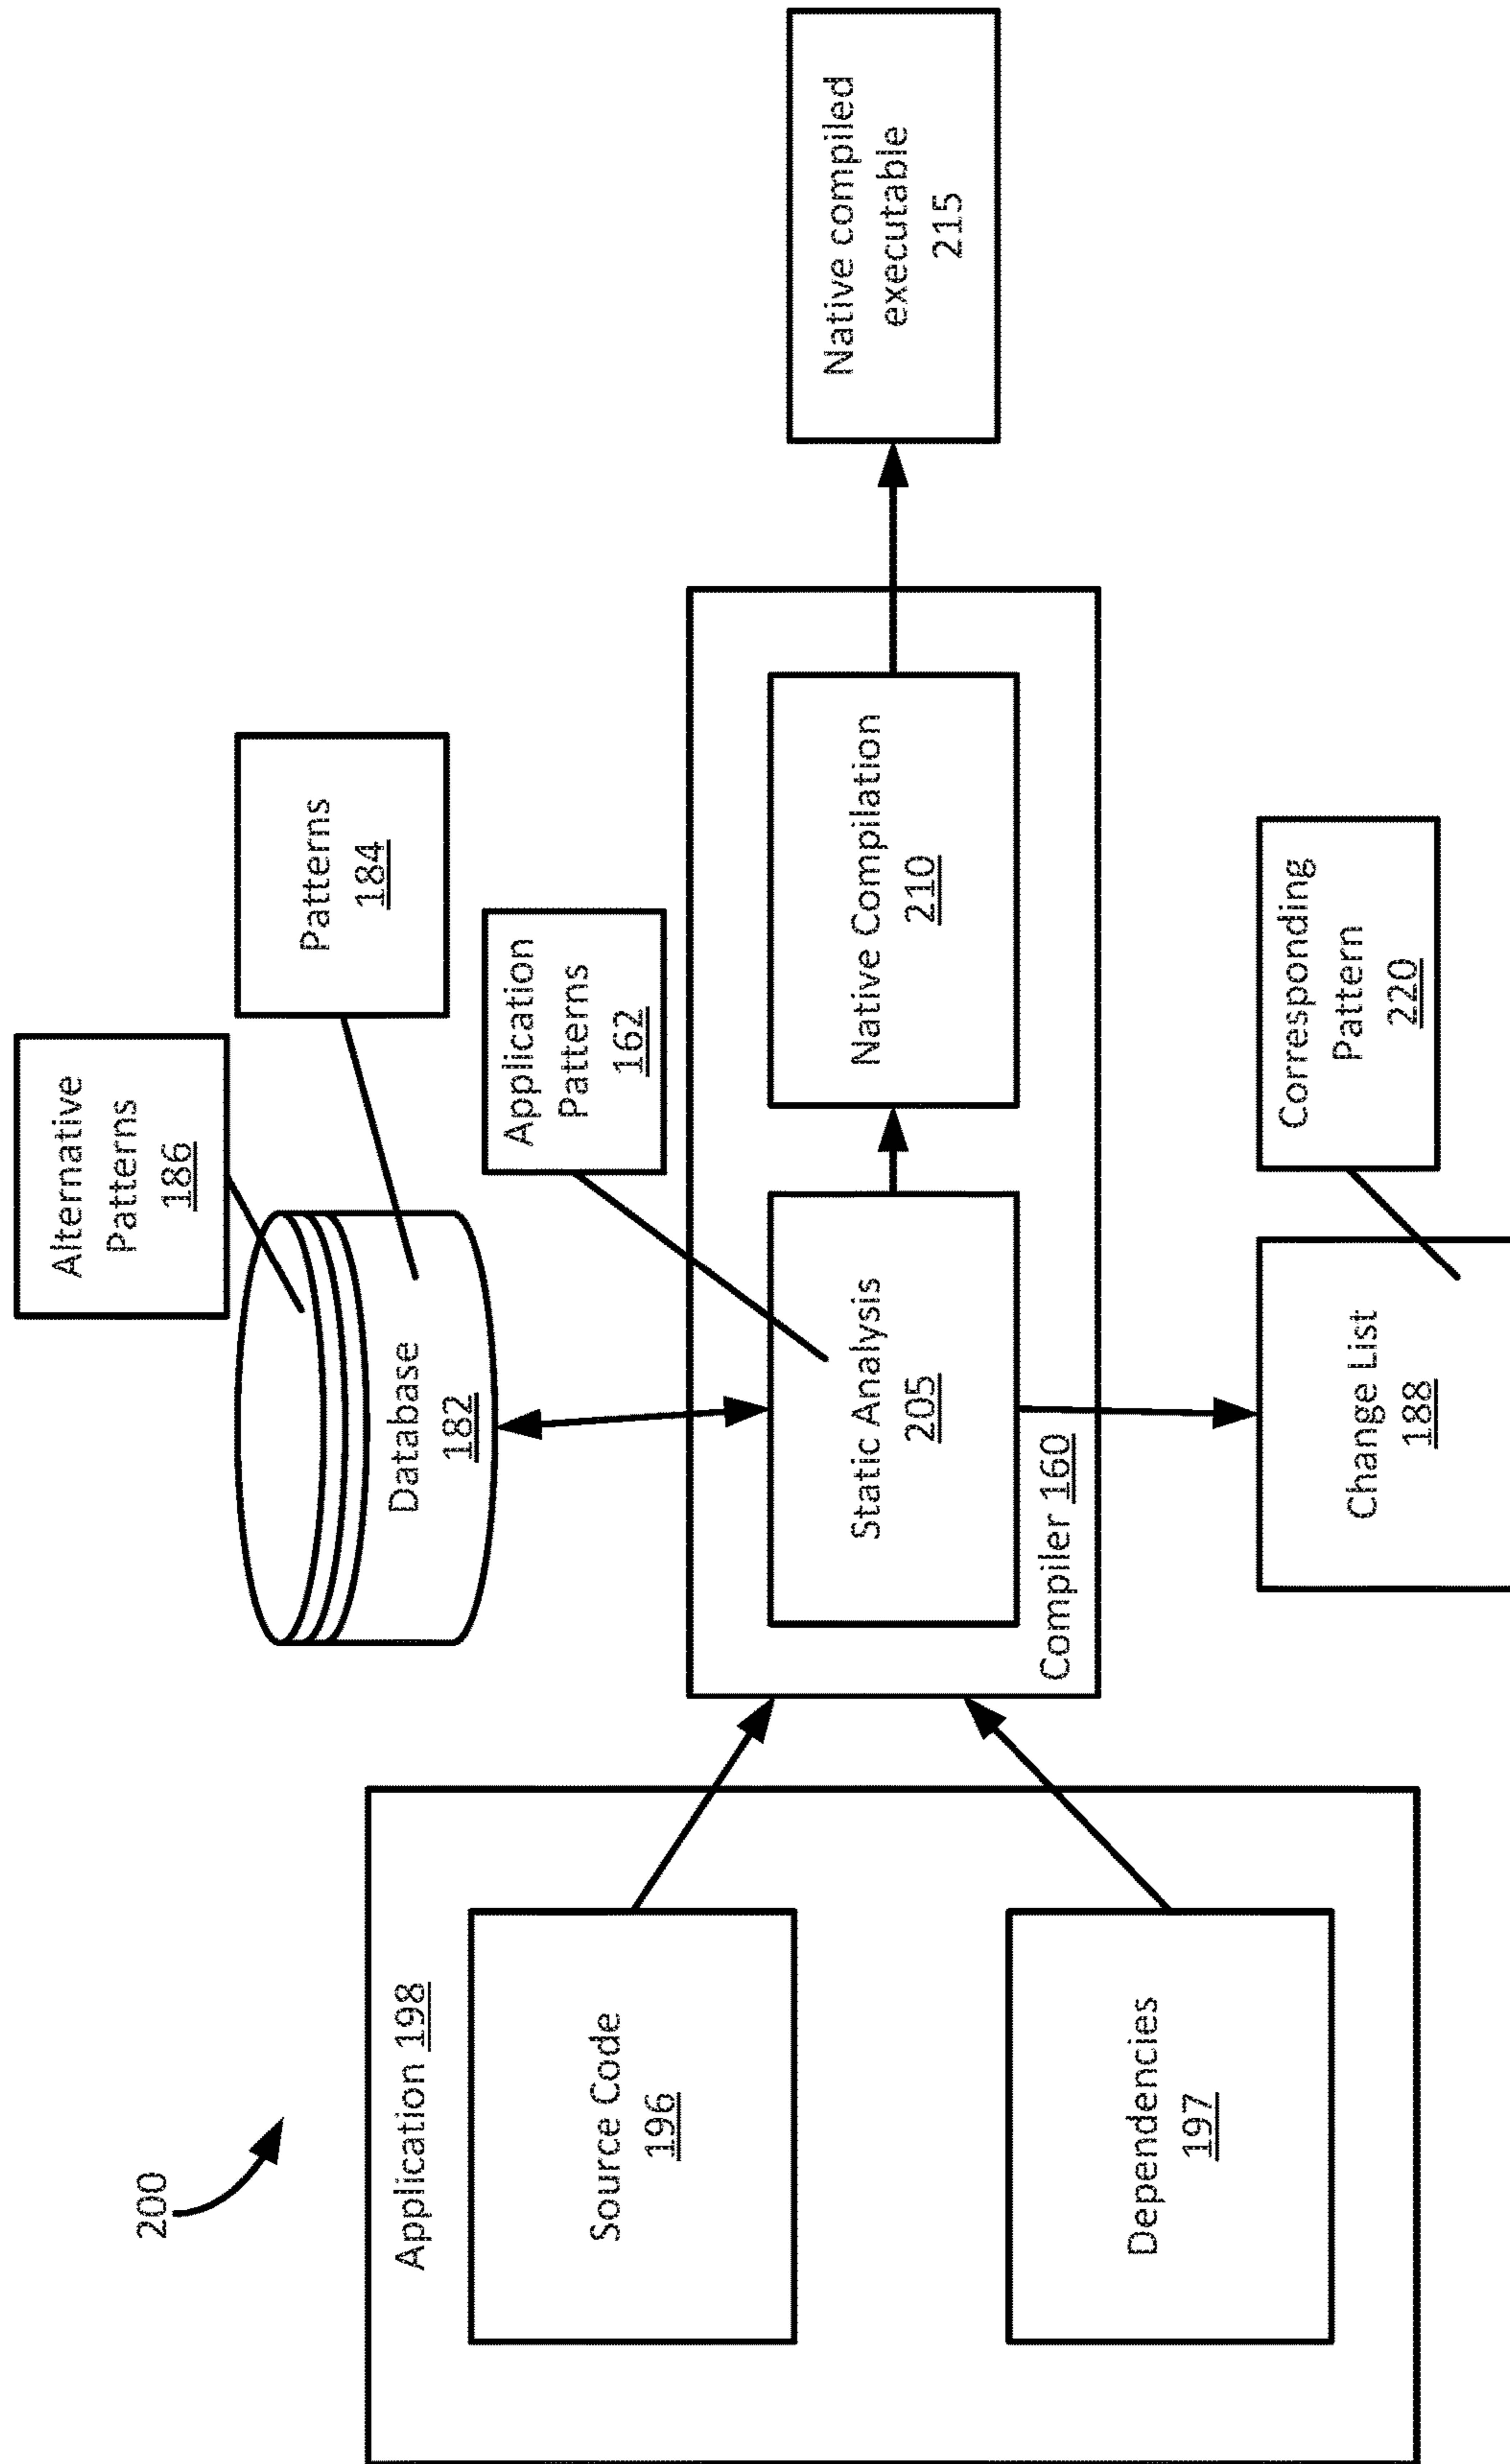 200
Application 198
Source Code
196
Dependencies
197
Alternative
Patterns
186
Patterns
184
Database
182
Application
Patterns
162
Compiler 160
Static Analysis
205
Native Compilation
210
Native compiled
executable
215
Change List
188
Corresponding
Pattern
220